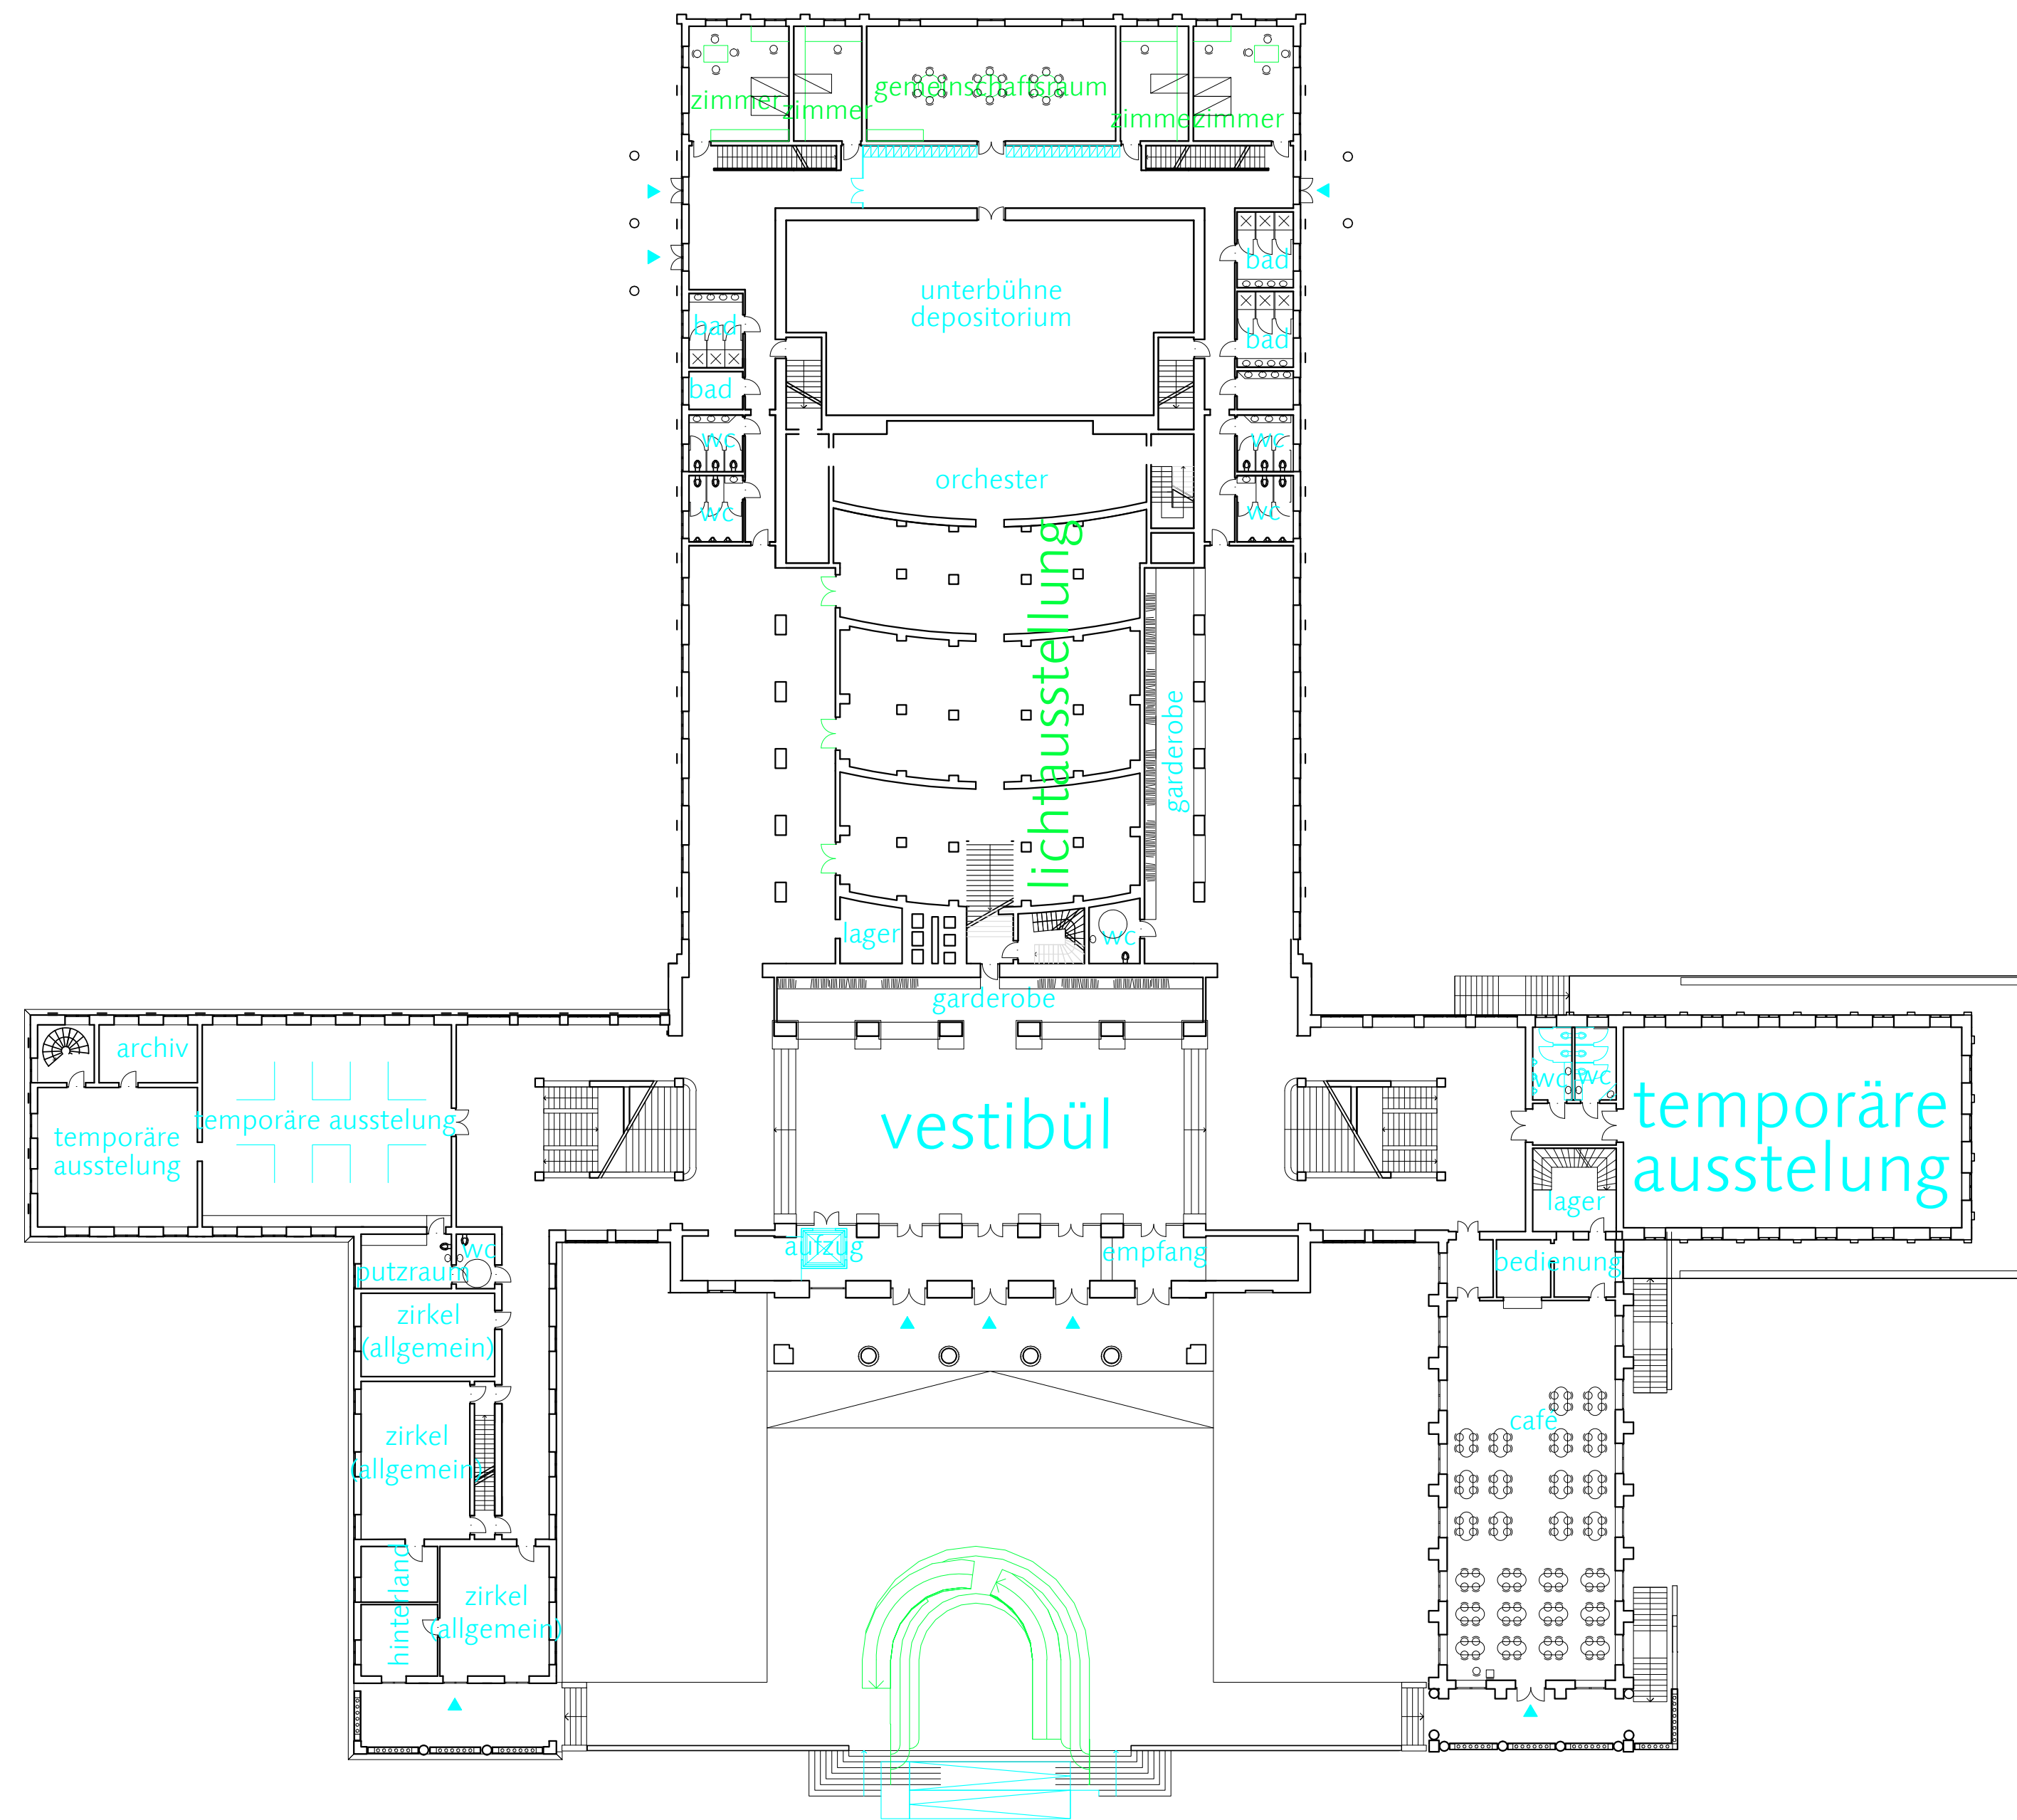 gemeinschaftsraum
zimmer
zimmer
zimmer
zimmer
bad
unterbühne
depositorium
bad
bad
bad
wc
wc
orchester
wc
wc
lichtausstellung
garderobe
lager
wc
garderobe
archiv
temporäre ausstelung
temporäre
ausstelung
vestibül
wc
wc
temporäre
ausstelung
lager
aufzug
empfang
bedienung
wc
putzraum
zirkel
(allgemein)
zirkel
(allgemein)
café
hinterland
zirkel
(allgemein)